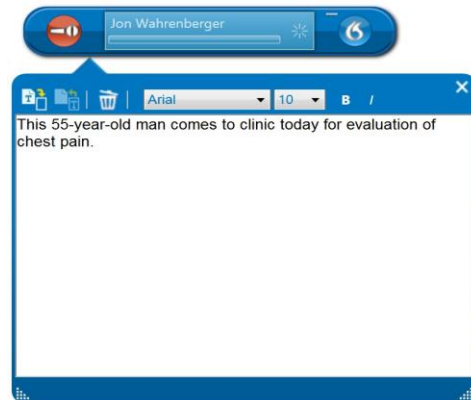 Jon Wahrenberger
Arial
10
B
I
This 55-year-old man comes to clinic today for evaluation of
chest pain.